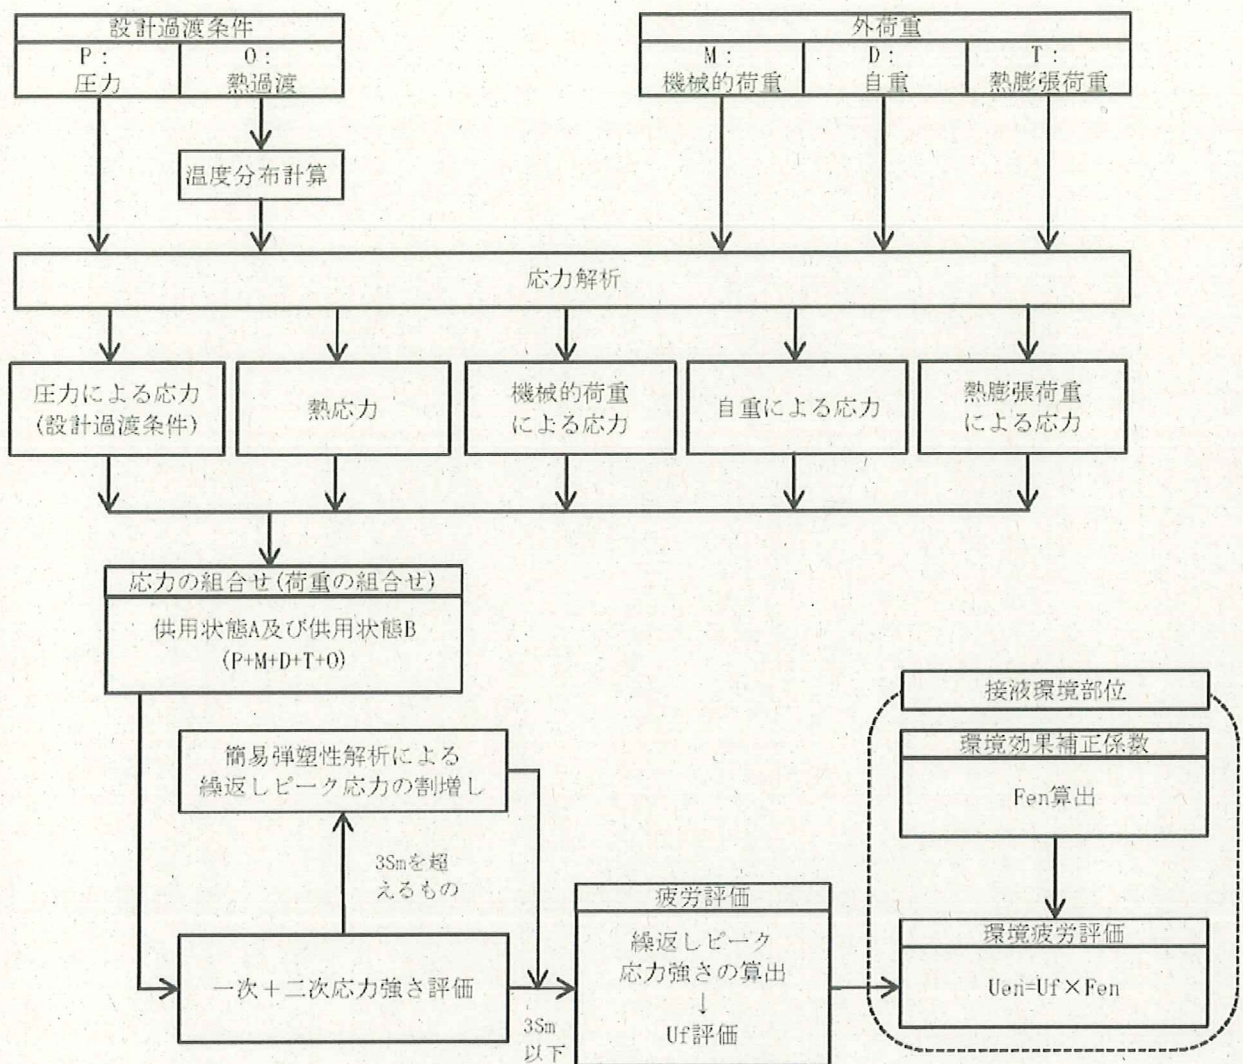 設計過渡条件
P:
圧力
O:
熱過渡
外荷重
M:
機械的荷重
D:
自重
T:
熱膨張荷重
温度分布計算
応力解析
圧力による応力
(設計過渡条件)
熱応力
機械的荷重
による応力
自重による応力
熱膨張荷重
による応力
応力の組合せ(荷重の組合せ)
供用状態A及び供用状態B
(P+M+D+T+O)
接液環境部位
簡易弾塑性解析による
繰返しピーク応力の割増し
環境効果補正係数
Fen算出
3Smを超
えるもの
疲労評価
繰返しピーク
応力強さの算出
↓
Uf評価
環境疲労評価
Uen=Uf×Fen
一次+二次応力強さ評価
3Sm
以下